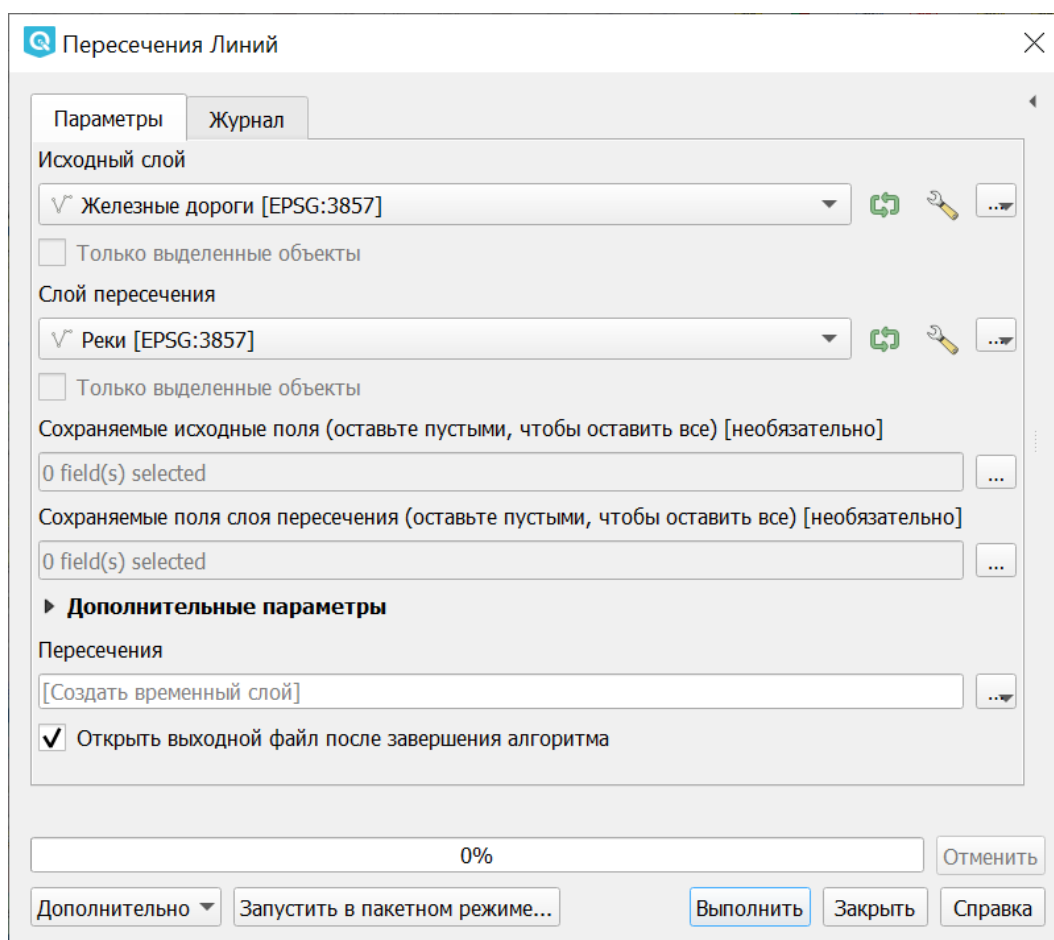 Пересечения Линий
Параметры Журнал
Исходный слой
Железные дороги [EPSG:3857]
...
Только выделенные объекты
Слой пересечения
Реки [EPSG:3857]
...
Только выделенные объекты
Сохраняемые исходные поля (оставьте пустыми, чтобы оставить все) [необязательно]
0 field(s) selected
...
Сохраняемые поля слоя пересечения (оставьте пустыми, чтобы оставить все) [необязательно]
0 field(s) selected
...
Дополнительные параметры
Пересечения
[Создать временный слой]
...
Открыть выходной файл после завершения алгоритма
0%
Отменить
Дополнительно Запустить в пакетном режиме... Выполнить Закрыть Справка